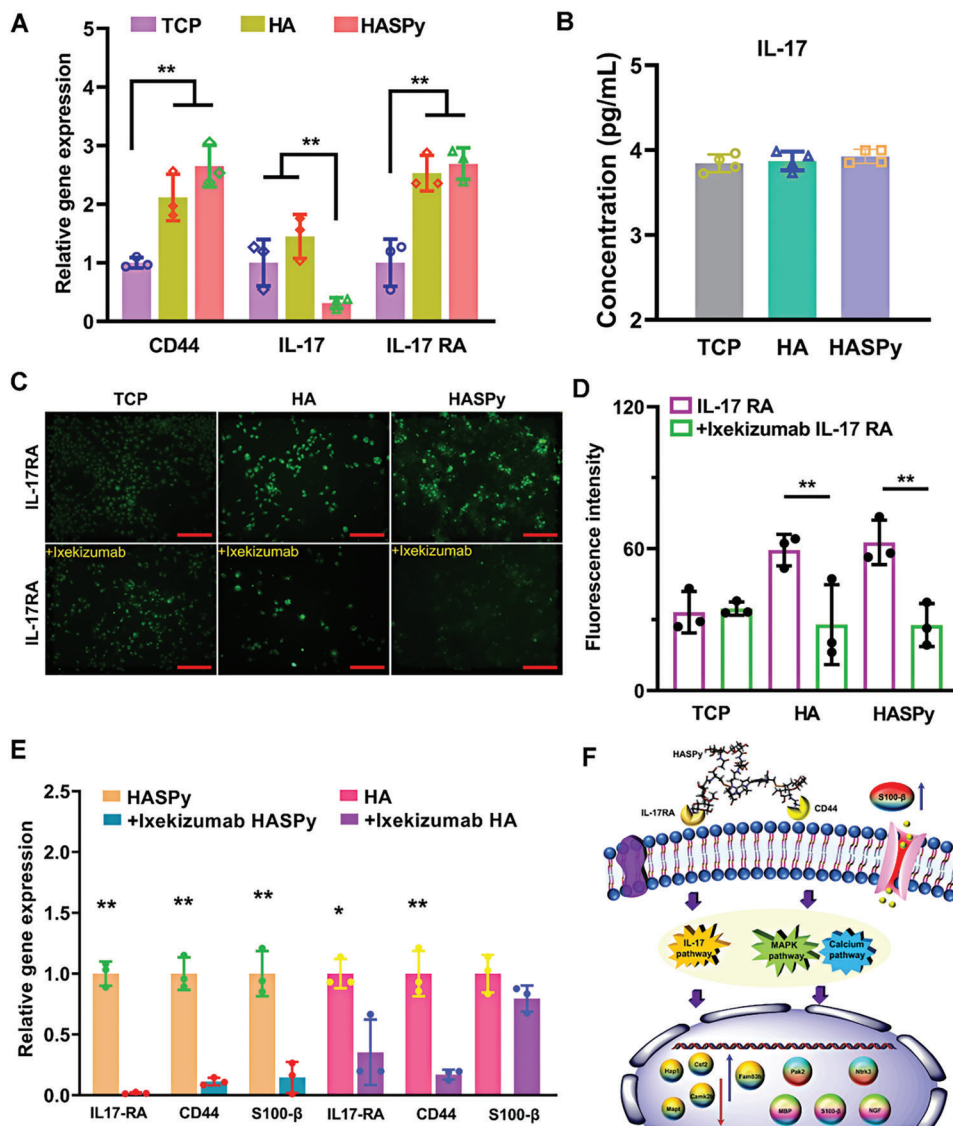 A
TCP HA HASPy
Relative gene expression
5
4
3
2
1
0
** ** **
CD44 IL-17 IL-17 RA
B
IL-17
Concentration (pg/mL)
5
4
3
2
TCP HA HASPy
C
TCP HA HASPy
IL-17RA
+Ixekizumab +Ixekizumab +Ixekizumab
IL-17RA
D
IL-17 RA
+Ixekizumab IL-17 RA
Fluorescence intensity
120
60
0
** **
TCP HA HASPy
E
HASPy HA
+Ixekizumab HASPy +Ixekizumab HA
Relative gene expression
2.5
2.0
1.5
1.0
0.5
0.0
** ** ** * **
IL17-RA CD44 S100-β IL17-RA CD44 S100-β
F
HASPy
IL-17RA
CD44
S100-β
IL-17
pathway
MAPK
pathway
Calcium
pathway
Hap1
Csf2
Fam83b
Pak2
Ntrk3
Mapt
Camk2b
MBP
S100-β
NGF